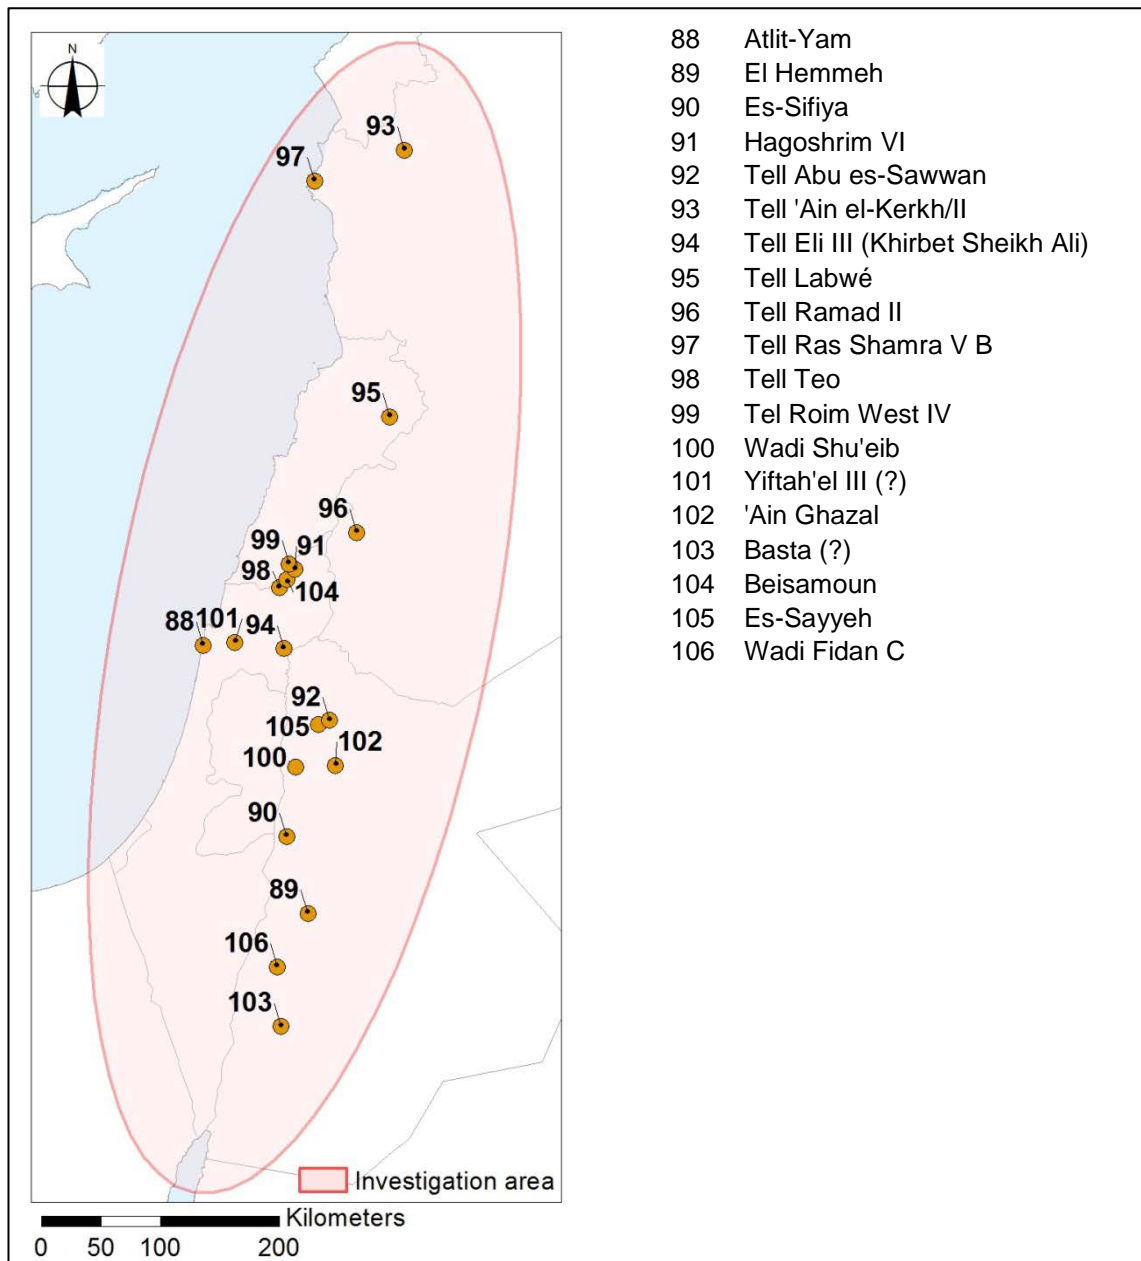 N
93
97
95
96
99
91
98
104
88
101
94
92
105
102
100
90
89
106
103
Investigation area
Kilometers
0 50 100 200
88 Atlit-Yam
89 El Hemmeh
90 Es-Sifiya
91 Hagoshrim VI
92 Tell Abu es-Sawwan
93 Tell 'Ain el-Kerkh/II
94 Tell Eli III (Khirbet Sheikh Ali)
95 Tell Labwé
96 Tell Ramad II
97 Tell Ras Shamra V B
98 Tell Teo
99 Tel Roim West IV
100 Wadi Shu'eib
101 Yiftah'el III (?)
102 'Ain Ghazal
103 Basta (?)
104 Beisamoun
105 Es-Sayyeh
106 Wadi Fidan C